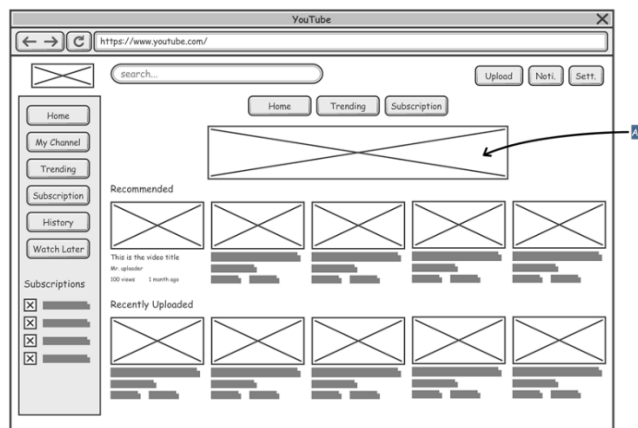 YouTube
https://www.youtube.com/
search...
Upload
Noti.
Sett.
Home
Trending
Subscription
Home
My Channel
Trending
Subscription
History
Watch Later
Subscriptions
Recommended
This is the video title
Mr. uploader
100 views 1 month ago
Recently Uploaded
A